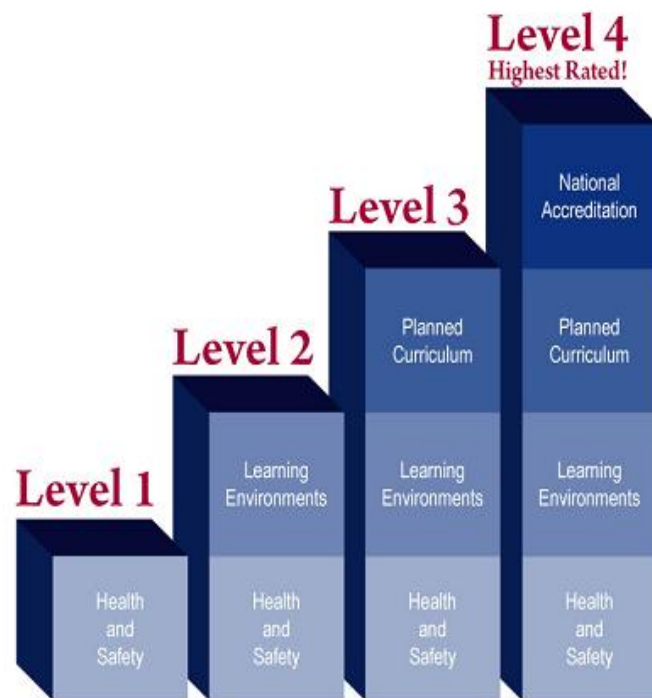 Level 1
Health
and
Safety
Level 2
Learning
Environments
Health
and
Safety
Level 3
Planned
Curriculum
Learning
Environments
Health
and
Safety
Level 4
Highest Rated!
National
Accreditation
Planned
Curriculum
Learning
Environments
Health
and
Safety